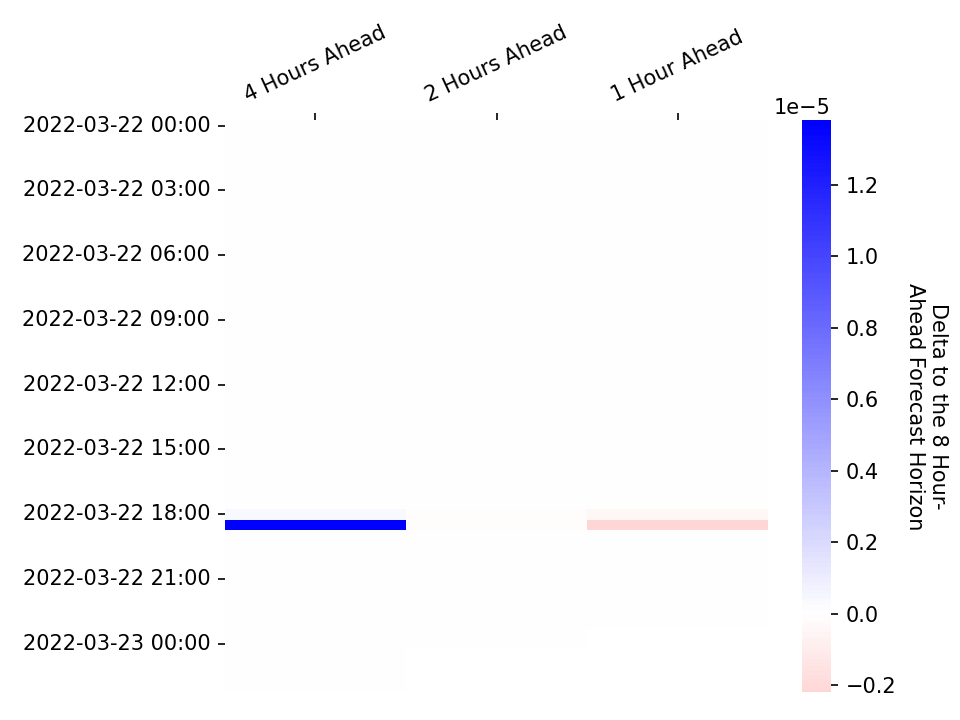 4 Hours Ahead
2 Hours Ahead
1 Hour Ahead
2022-03-22 00:00
2022-03-22 03:00
2022-03-22 06:00
2022-03-22 09:00
2022-03-22 12:00
2022-03-22 15:00
2022-03-22 18:00
2022-03-22 21:00
2022-03-23 00:00
1e−5
1.2
1.0
0.8
0.6
0.4
0.2
0.0
−0.2
Delta to the 8 Hour-
Ahead Forecast Horizon